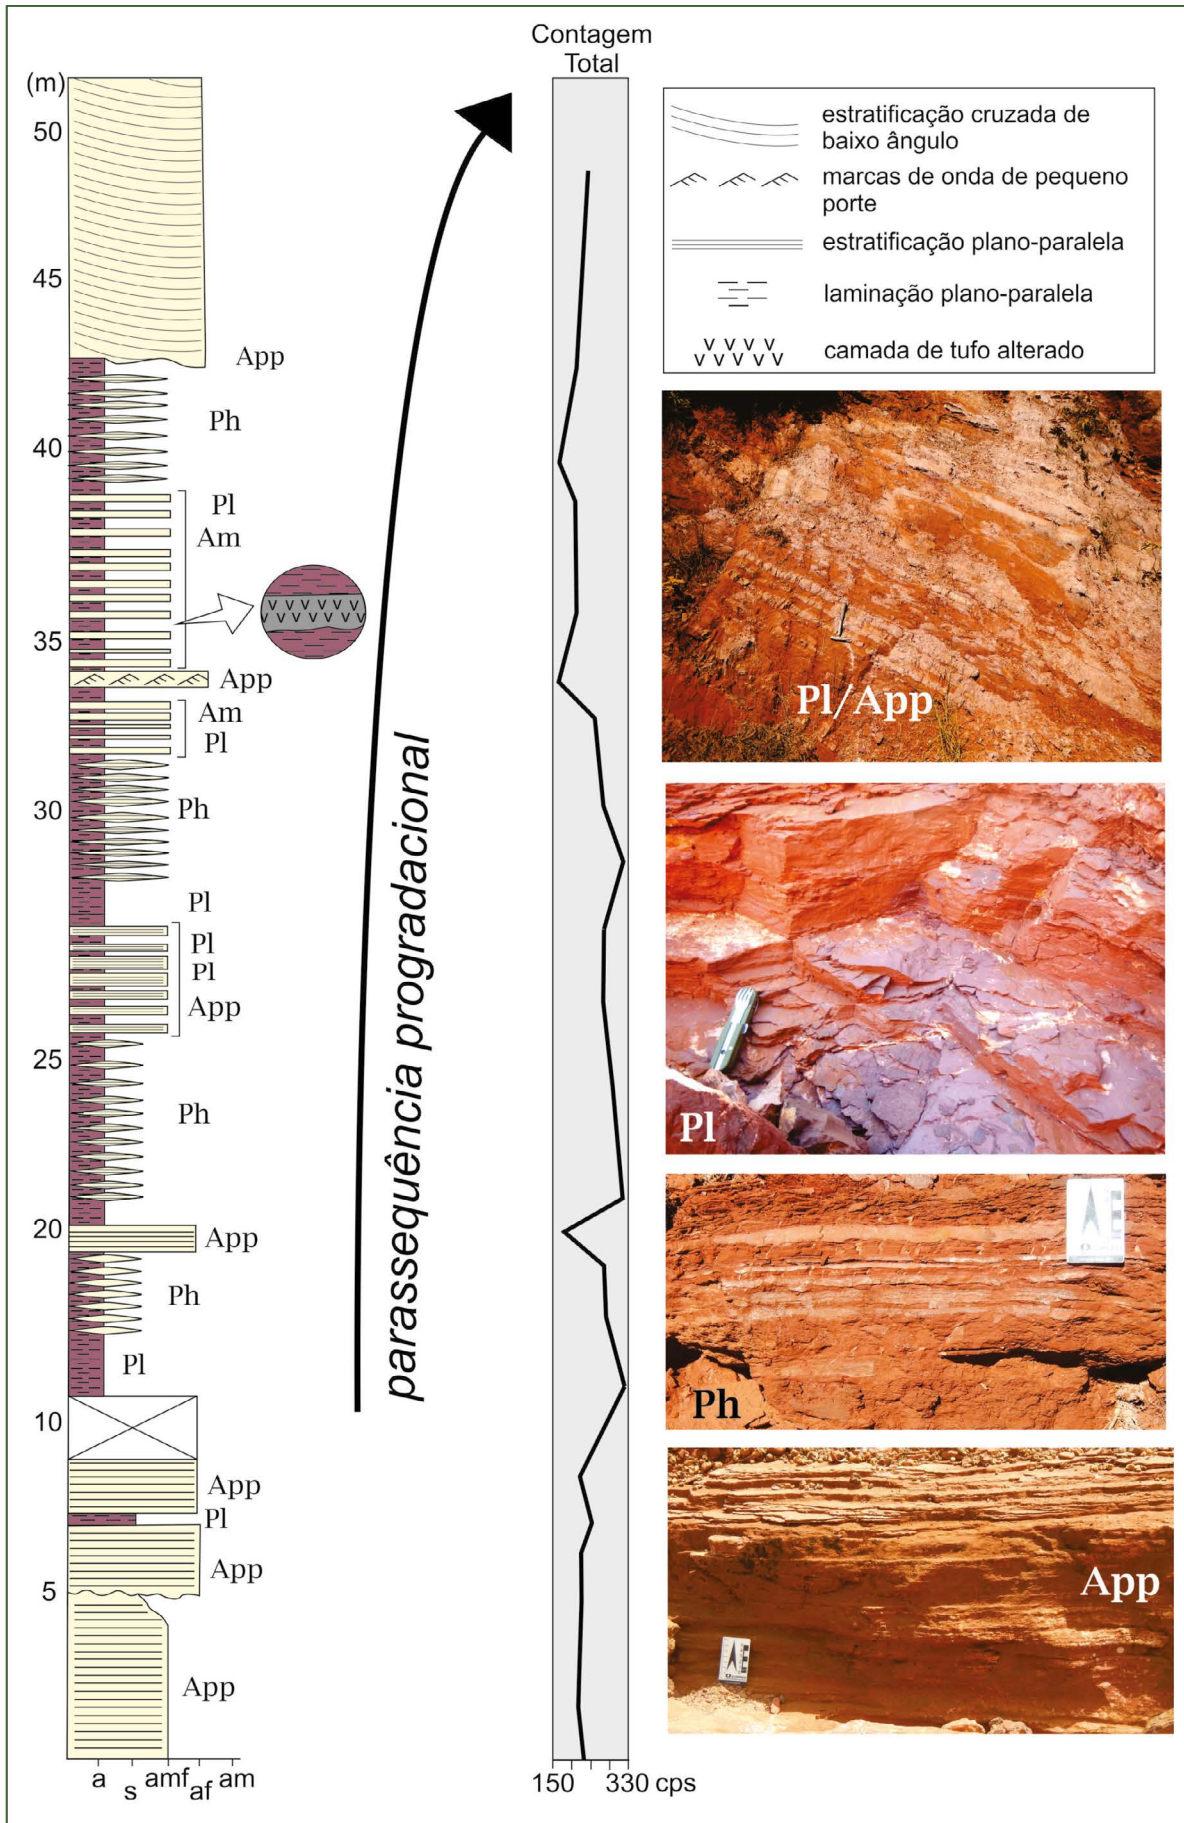 Contagem
Total
(m)
50
45
40
35
30
25
20
10
5
App
Ph
Pl
Am
App
Am
Pl
Ph
Pl
Pl
Pl
App
Ph
App
Ph
Pl
App
Pl
App
App
a
s
amf
af
am
parassequência progradacional
150
330 cps
estratificação cruzada de
baixo ângulo
marcas de onda de pequeno
porte
estratificação plano-paralela
laminação plano-paralela
camada de tufo alterado
V V V V V
V V V V V
V V V V V
V V V V V
Pl/App
Pl
Ph
App